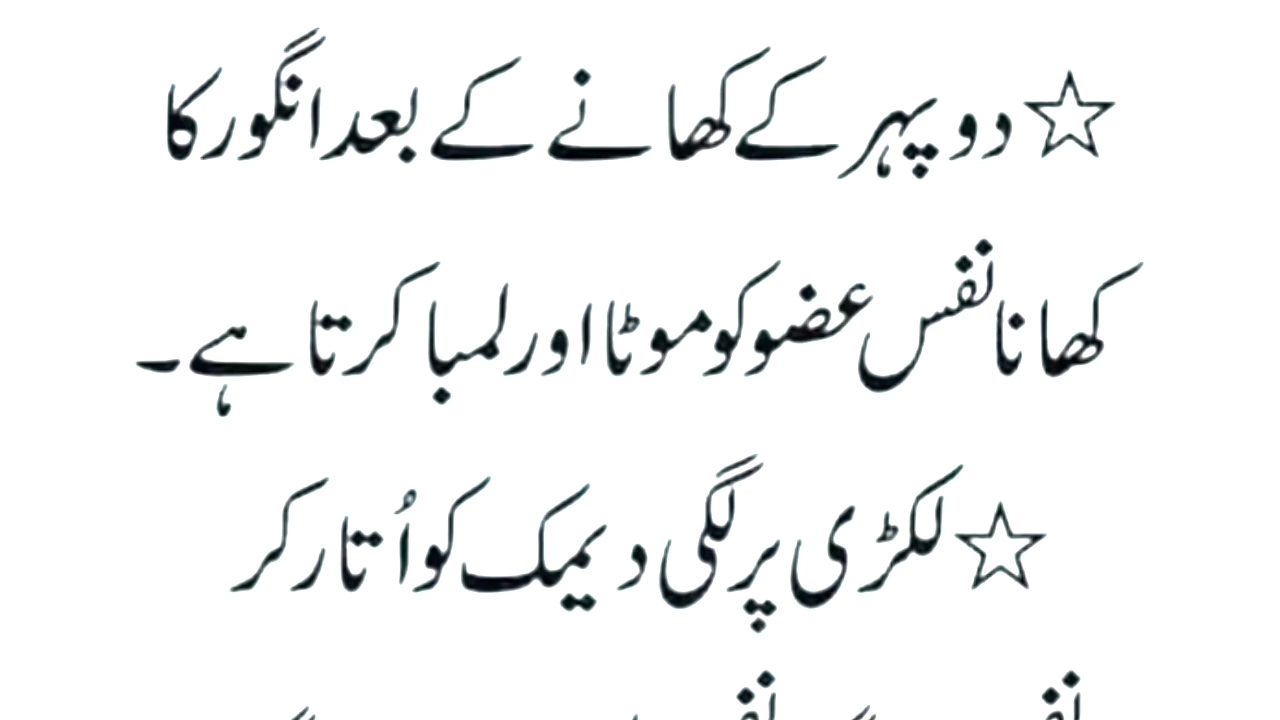 ☆ دوپہر کے کھانے کے بعد انگور کا
کھانا نفس عضو کو موٹا اور لمبا کرتا ہے۔
☆ لکڑی پر لگی دیمک کو اُتار کر